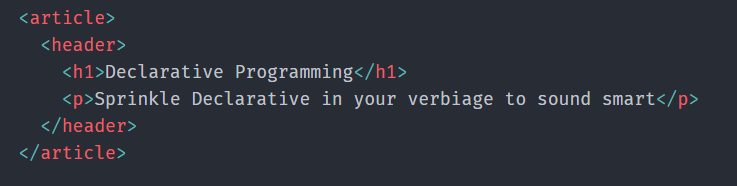 <article>
<header>
<h1>Declarative Programming</h1>
<p>Sprinkle Declarative in your verbiage to sound smart</p>
</header>
</article>